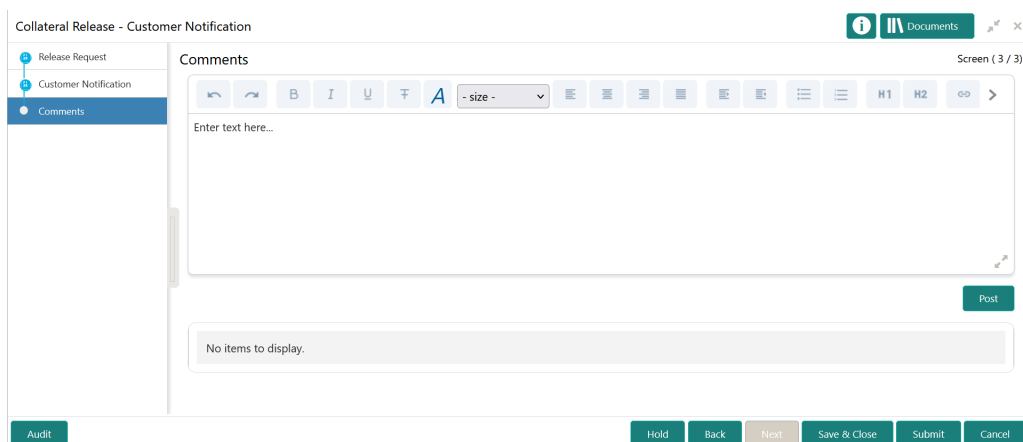 Collateral Release - Customer Notification
Documents
Release Request
Customer Notification
Comments
Comments
Screen ( 3 / 3)
B I U T A - size - H1 H2
Enter text here...
Post
No items to display.
Audit
Hold Back Next Save & Close Submit Cancel